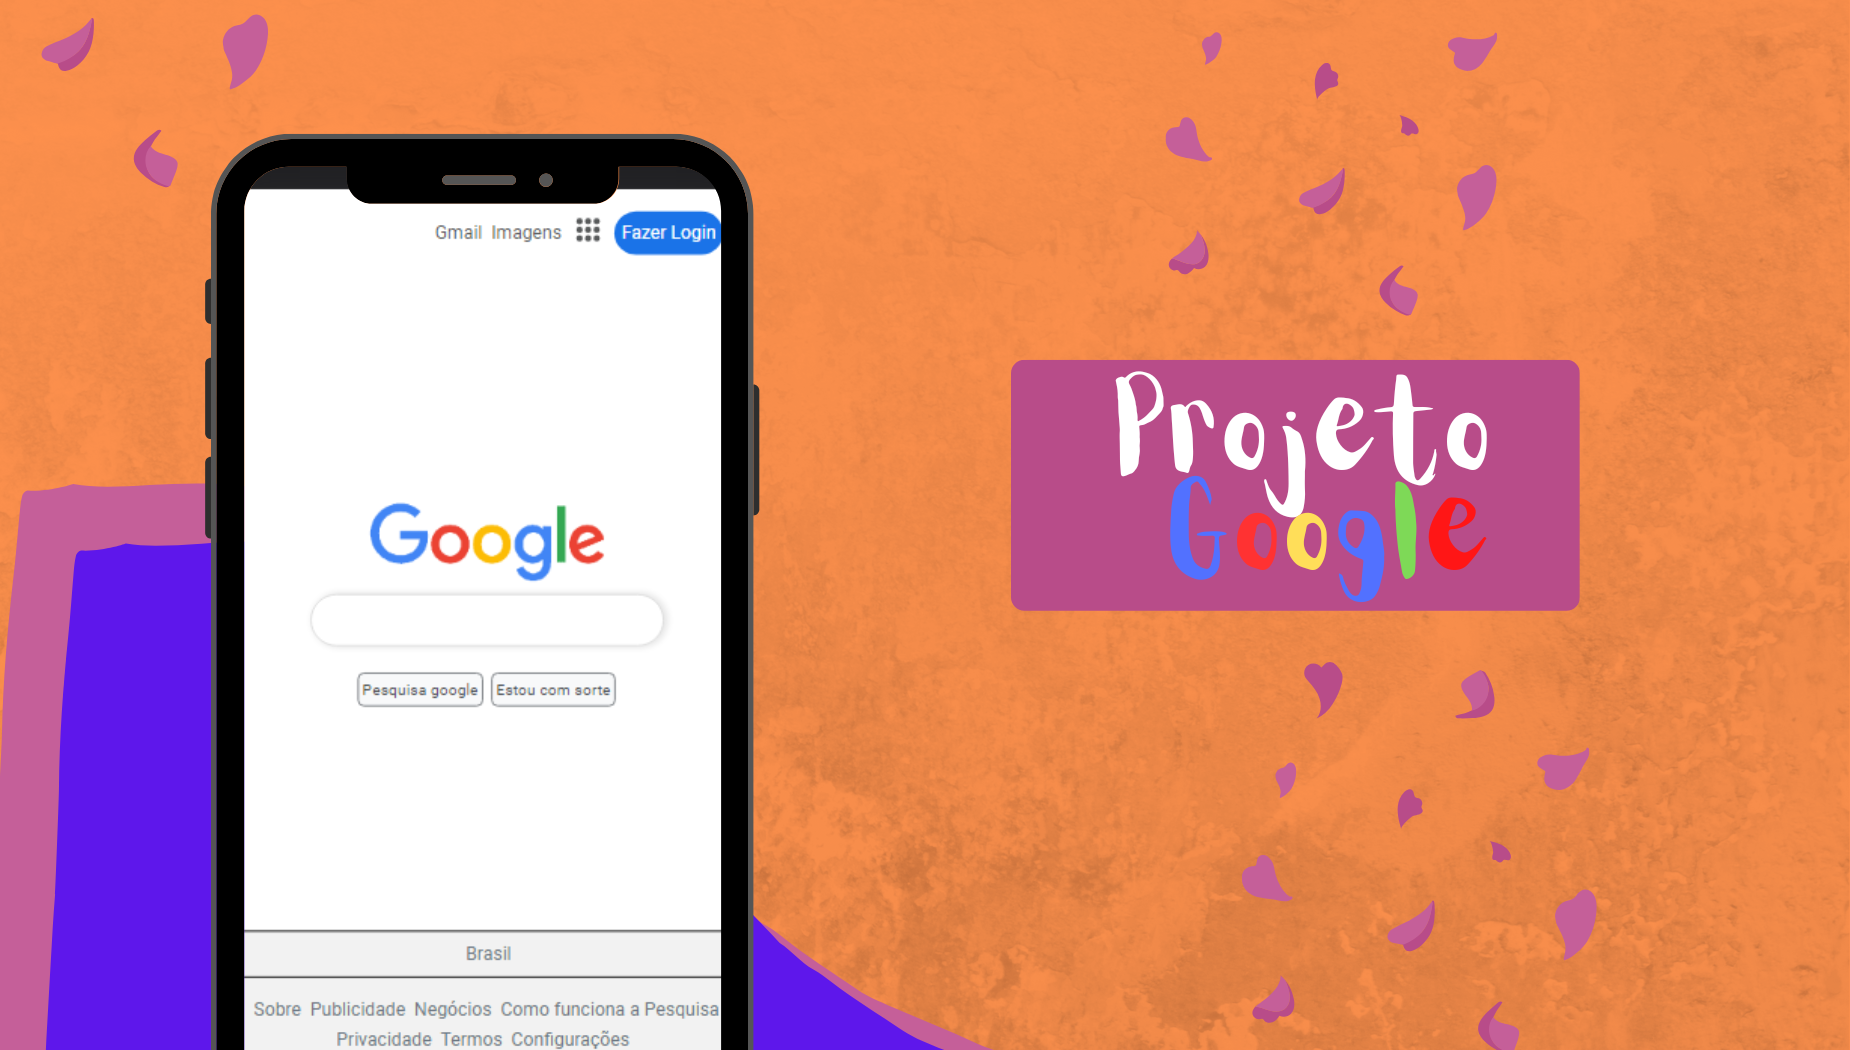 Gmail Imagens Fazer Login
Google
Pesquisa google Estou com sorte
Brasil
Sobre Publicidade Negócios Como funciona a Pesquisa
Privacidade Termos Configurações
Projeto
Google